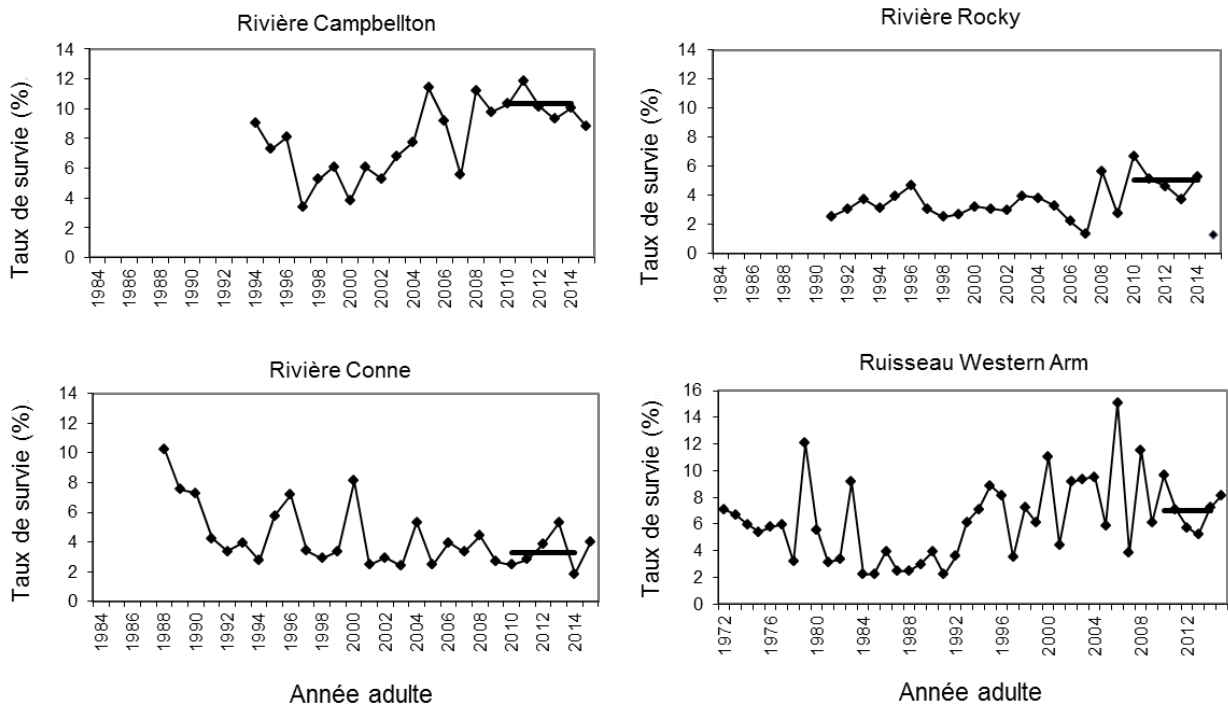 Rivière Campbellton
Taux de survie (%)
14
12
10
8
6
4
2
0
1984 1986 1988 1990 1992 1994 1996 1998 2000 2002 2004 2006 2008 2010 2012 2014
Rivière Rocky
Taux de survie (%)
14
12
10
8
6
4
2
0
1984 1986 1988 1990 1992 1994 1996 1998 2000 2002 2004 2006 2008 2010 2012 2014
Rivière Conne
Taux de survie (%)
14
12
10
8
6
4
2
0
1984 1986 1988 1990 1992 1994 1996 1998 2000 2002 2004 2006 2008 2010 2012 2014
Année adulte
Ruisseau Western Arm
Taux de survie (%)
16
14
12
10
8
6
4
2
0
1972 1976 1980 1984 1988 1992 1996 2000 2004 2008 2012
Année adulte